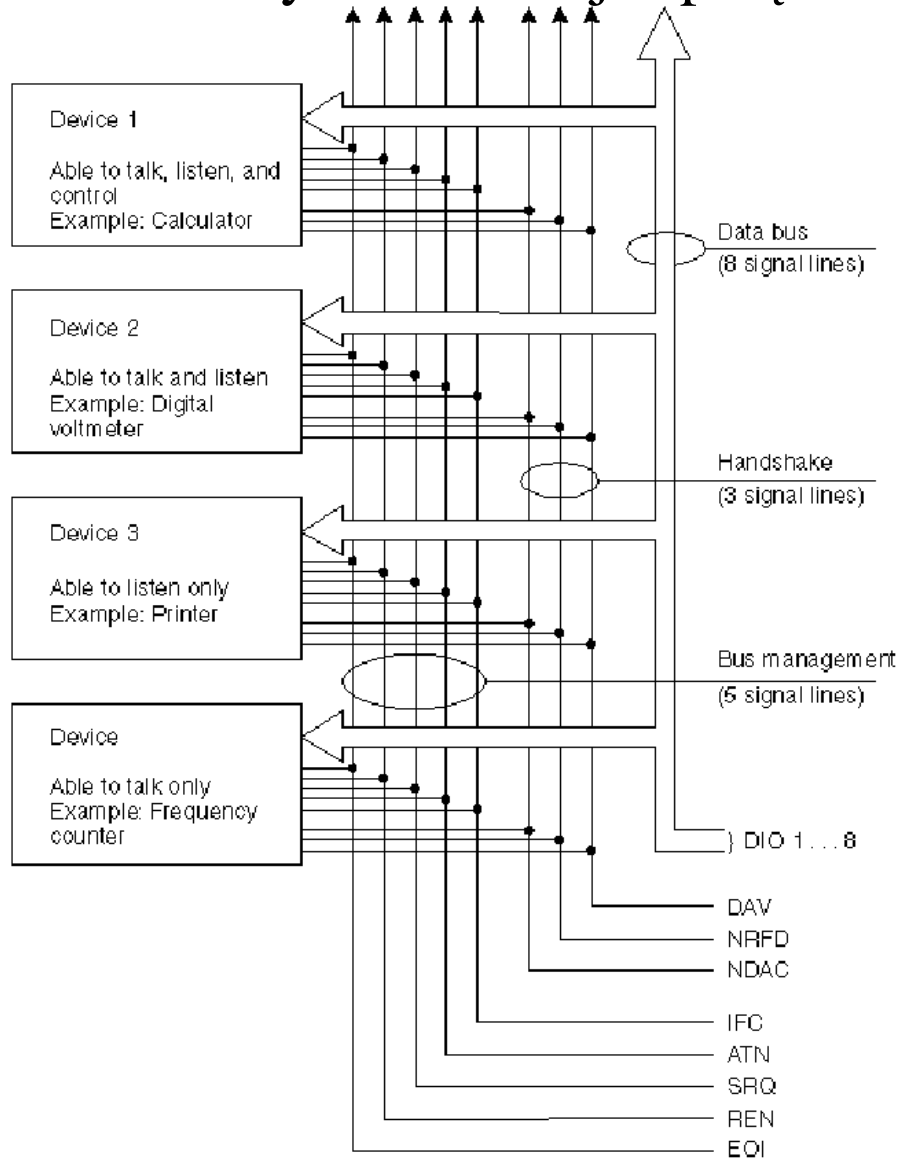 Device 1
Able to talk, listen, and
control
Example: Calculator
Data bus
(8 signal lines)
Device 2
Able to talk and listen
Example: Digital
voltmeter
Handshake
(3 signal lines)
Device 3
Able to listen only
Example: Printer
Bus management
(5 signal lines)
Device
Able to talk only
Example: Frequency
counter
} DIO 1 . . . 8
DAV
NRFD
NDAC
IFC
ATN
SRQ
REN
EOI